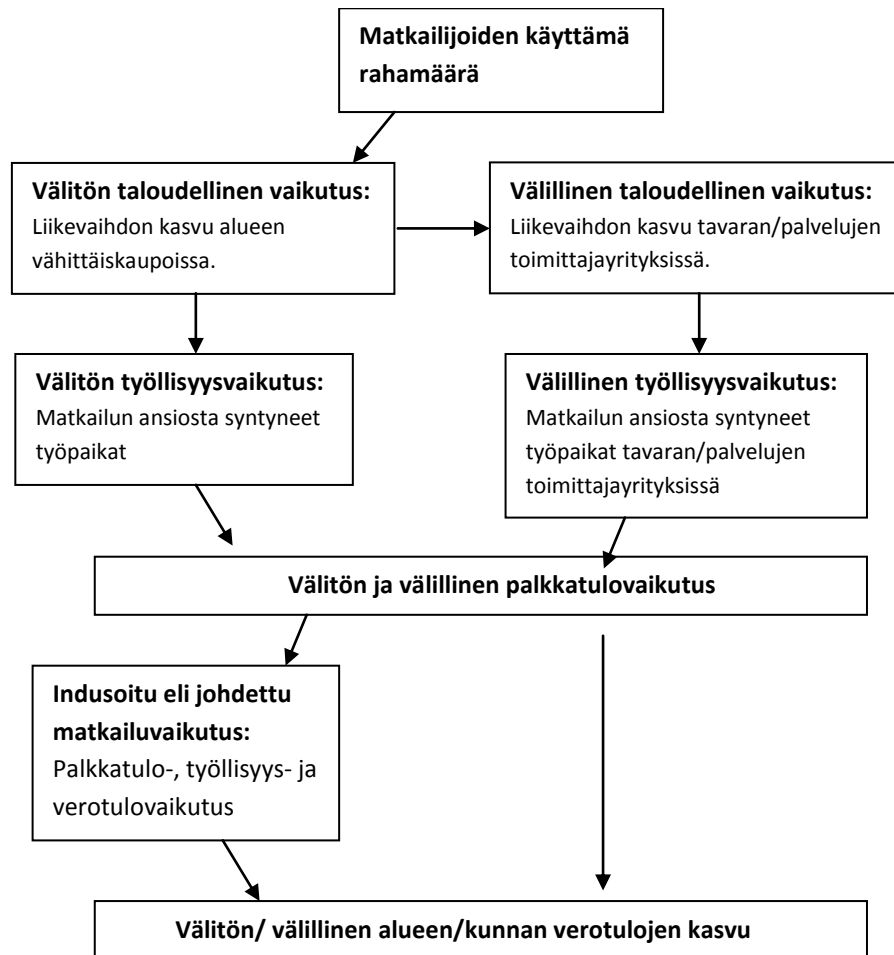 Matkailijoiden käyttämä
rahamäärä
Välitön taloudellinen vaikutus:
Liikevaihdon kasvu alueen
vähittäiskaupoissa.
Välillinen taloudellinen vaikutus:
Liikevaihdon kasvu tavaran/palvelujen
toimittajayrityksissä.
Välitön työllisyysvaikutus:
Matkailun ansiosta syntyneet
työpaikat
Välillinen työllisyysvaikutus:
Matkailun ansiosta syntyneet
työpaikat tavaran/palvelujen
toimittajayrityksissä
Välitön ja välillinen palkkatulovaikutus
Indusoitu eli johdettu
matkailuvaikutus:
Palkkatulo-, työllisyys- ja
verotulovaikutus
Välitön/ välillinen alueen/kunnan verotulojen kasvu